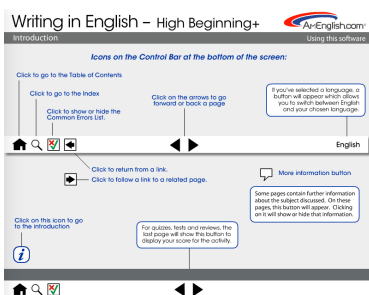 Writing in English – High Beginning+
AmEnglish.com®
Introduction
Using this software
Icons on the Control Bar at the bottom of the screen:
Click to go to the Table of Contents
Click to go to the Index
Click to show or hide the
Common Errors List.
Click on the arrows to go
forward or back a page
If you've selected a language, a
button will appear which allows
you to switch between English
and your chosen language.
English
Click to return from a link.
Click to follow a link to a related page.
More information button
Some pages contain further information
about the subject discussed. On these
pages, this button will appear. Clicking
on it will show or hide that information.
Click on this icon to go
to the introduction
i
For quizzes, tests and reviews, the
last page will show this button to
display your score for the activity.